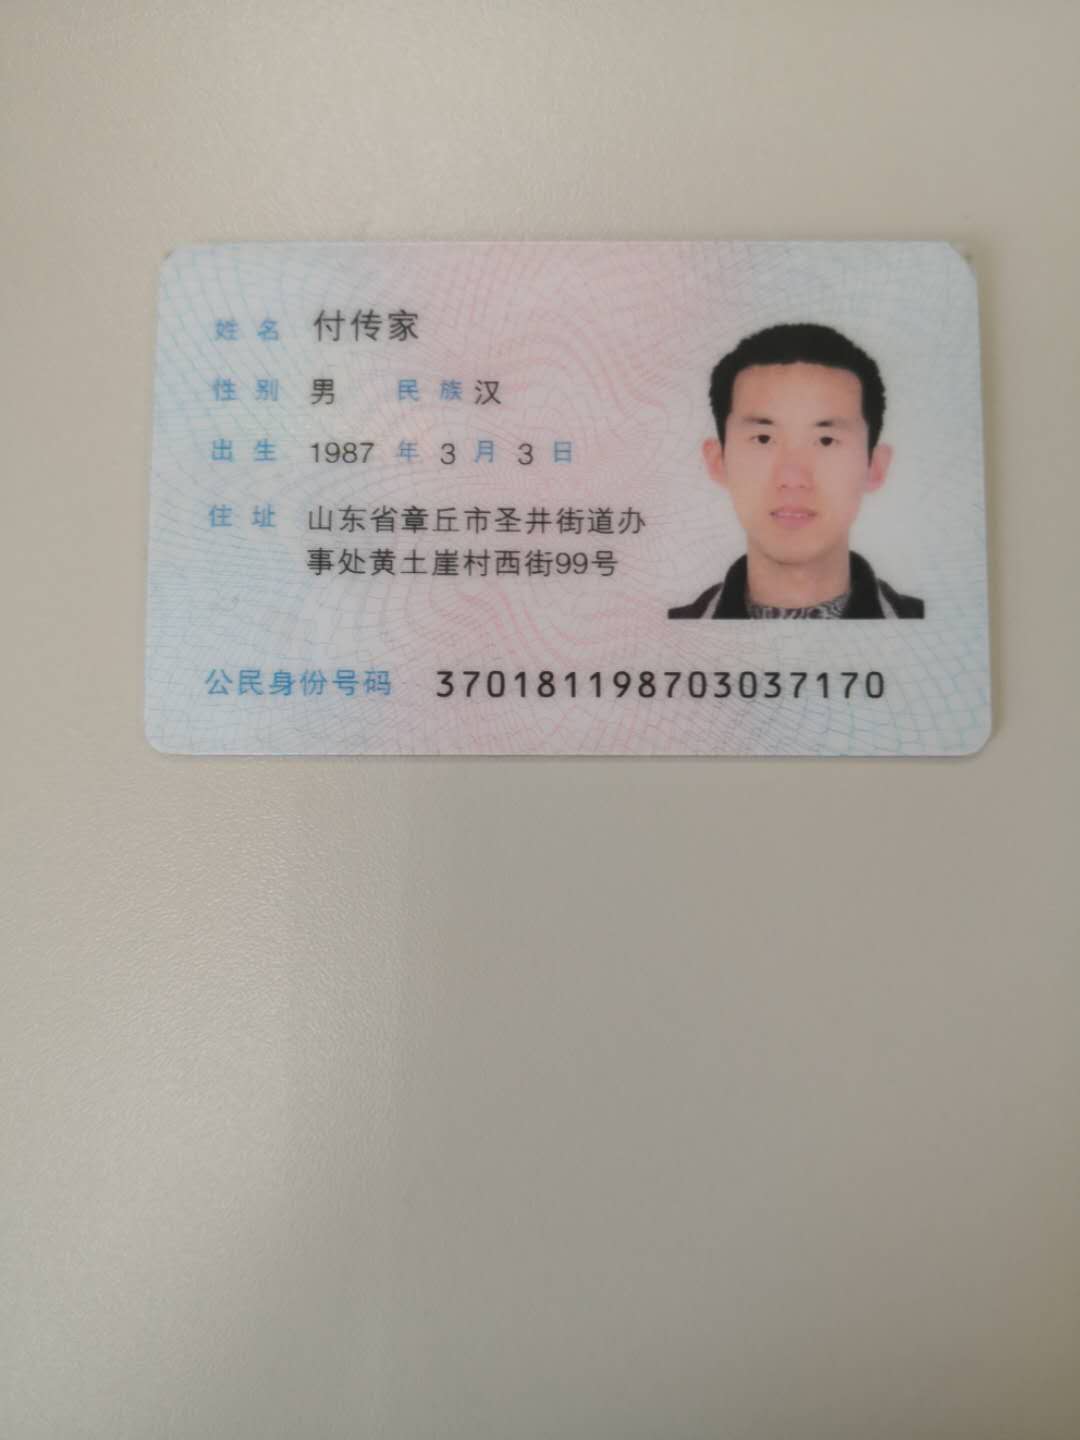 姓名 付传家
性别 男 民族 汉
出生 1987 年 3 月 3 日
住址 山东省章丘市圣井街道办
事处黄土崖村西街99号
公民身份号码 370181198703037170